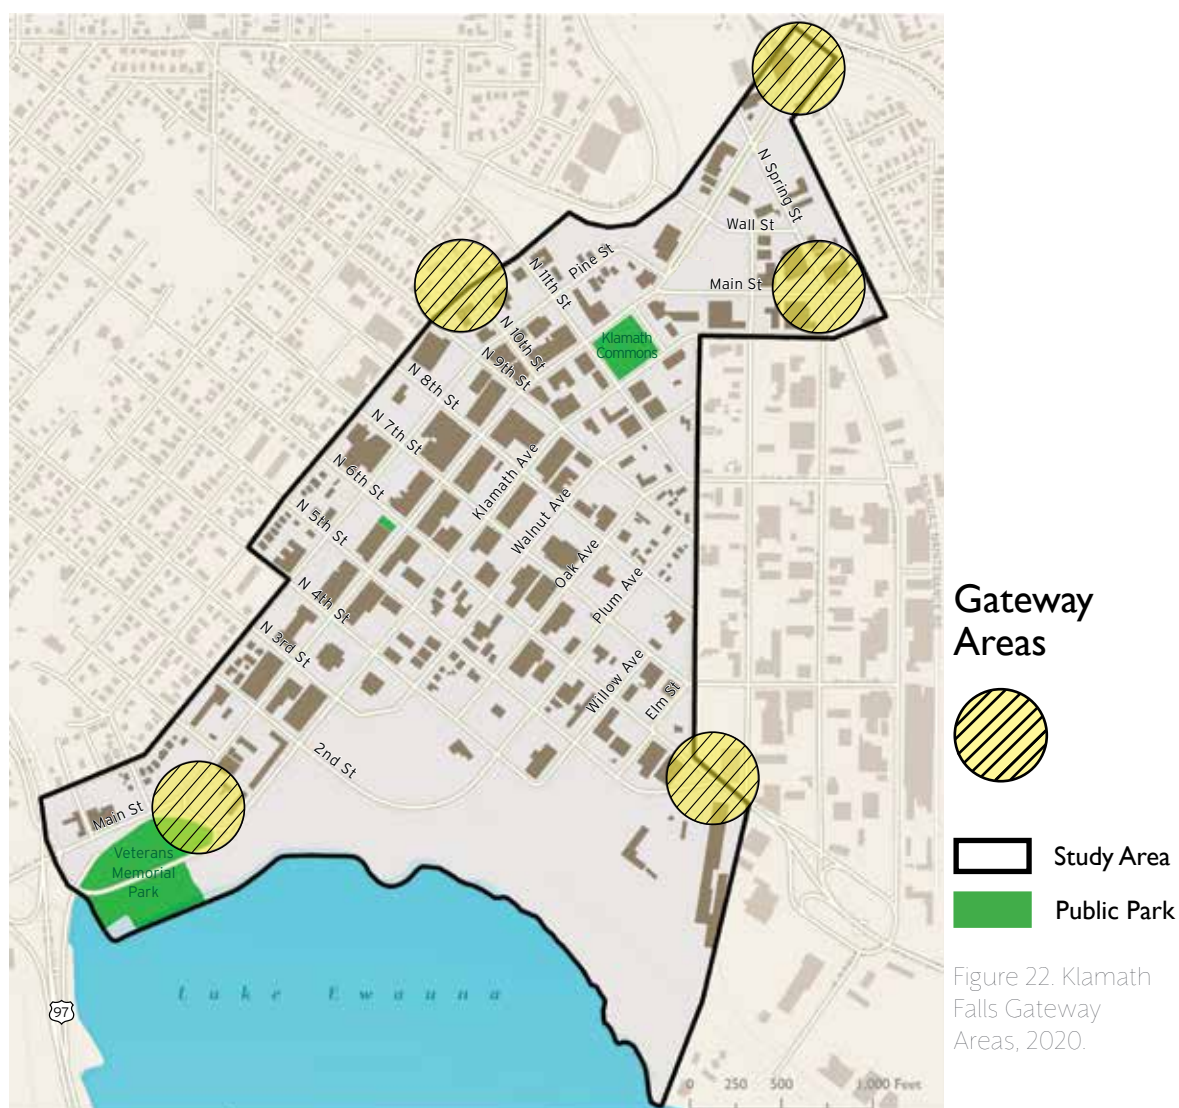 N Spring St
Wall St
Main St
Pine St
N 11th St
N 10th St
N 9th St
Klamath
Commons
N 8th St
N 7th St
N 6th St
N 5th St
N 4th St
N 3rd St
2nd St
Klamath Ave
Walnut Ave
Oak Ave
Plum Ave
Willow Ave
Elm St
Main St
Veterans
Memorial
Park
Lake Ewauna
97
0 250 500 1,000 Feet
Gateway
Areas
Study Area
Public Park
Figure 22. Klamath
Falls Gateway
Areas, 2020.